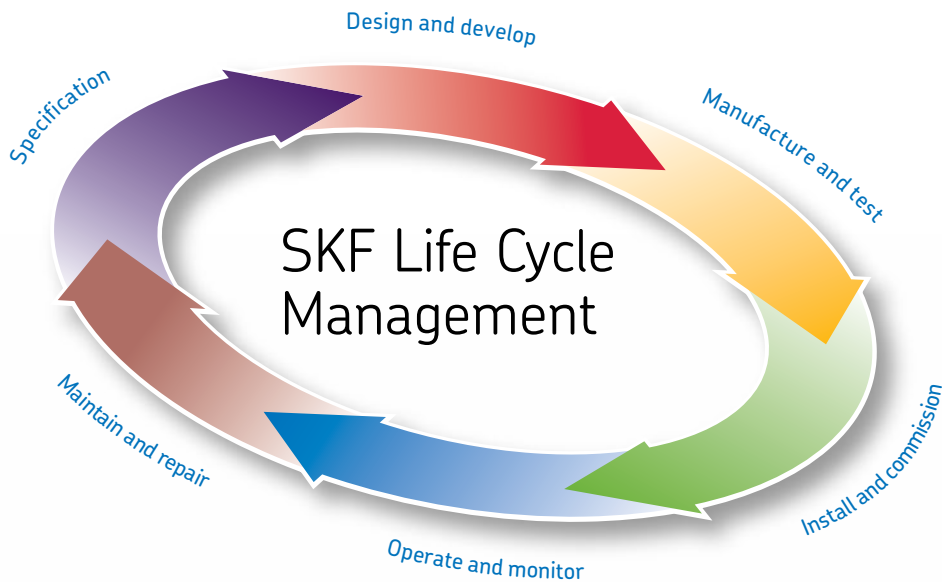 Design and develop
Specification
Manufacture and test
SKF Life Cycle
Management
Maintain and repair
Install and commission
Operate and monitor